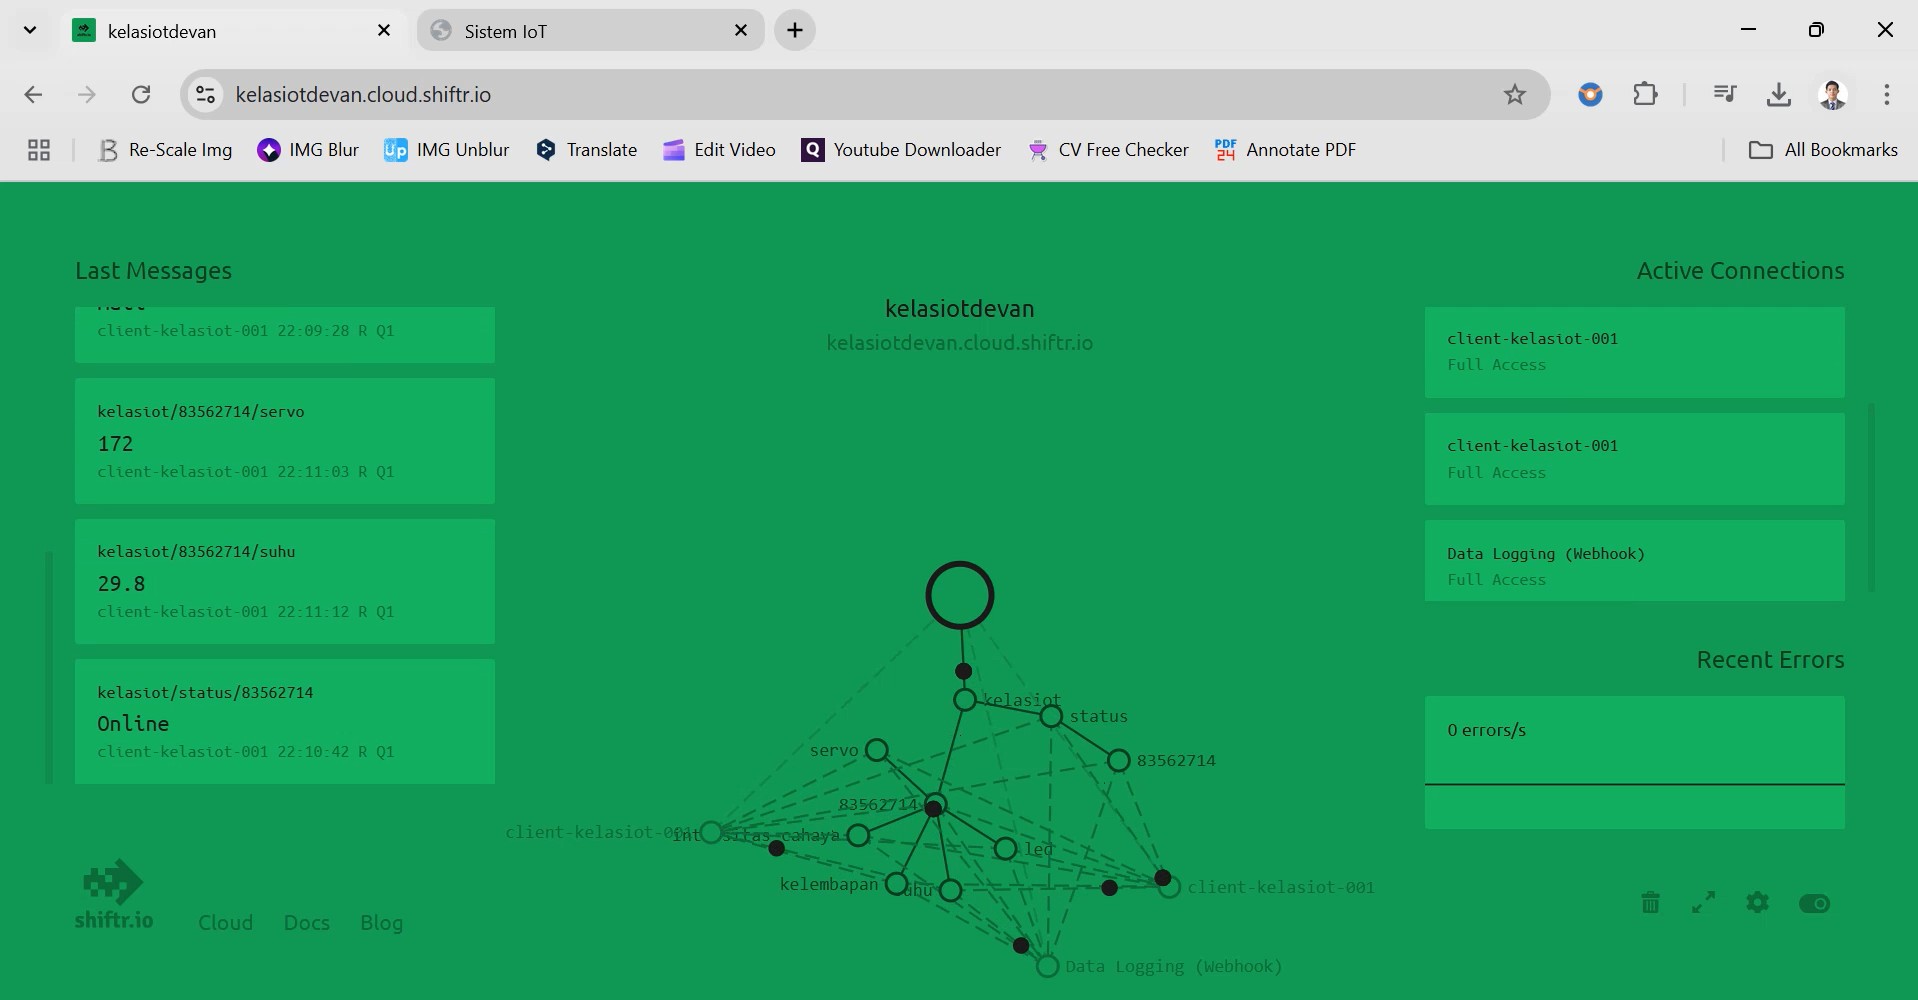 kelasiotdevan
Sistem IoT
kelasiotdevan.cloud.shiftr.io
Re-Scale Img
IMG Blur
IMG Unblur
Translate
Edit Video
Youtube Downloader
CV Free Checker
Annotate PDF
All Bookmarks
Last Messages
client-kelasiot-001 22:09:28 R Q1
kelasiot/83562714/servo
172
client-kelasiot-001 22:11:03 R Q1
kelasiot/83562714/suhu
29.8
client-kelasiot-001 22:11:12 R Q1
kelasiot/status/83562714
Online
client-kelasiot-001 22:10:42 R Q1
shiftr.io
Cloud
Docs
Blog
kelasiotdevan
kelasiotdevan.cloud.shiftr.io
kelasiot
status
servo
83562714
83562714
client-kelasiot-001
cahaya
led
kelembapan
client-kelasiot-001
Data Logging (Webhook)
Active Connections
client-kelasiot-001
Full Access
client-kelasiot-001
Full Access
Data Logging (Webhook)
Full Access
Recent Errors
0 errors/s